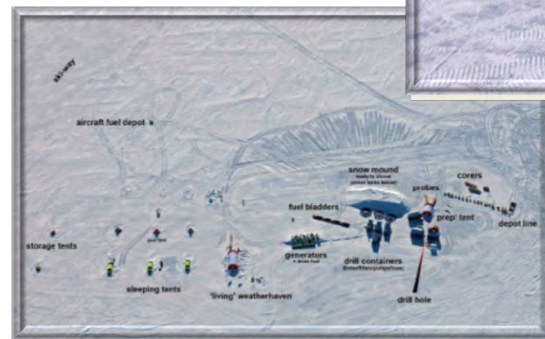 ski-way
aircraft fuel depot
snow mound
corers
probes
fuel bladders
prep' tent
depot line
storage tents
generators
drill containers
sleeping tents
'living' weatherhaven
drill hole